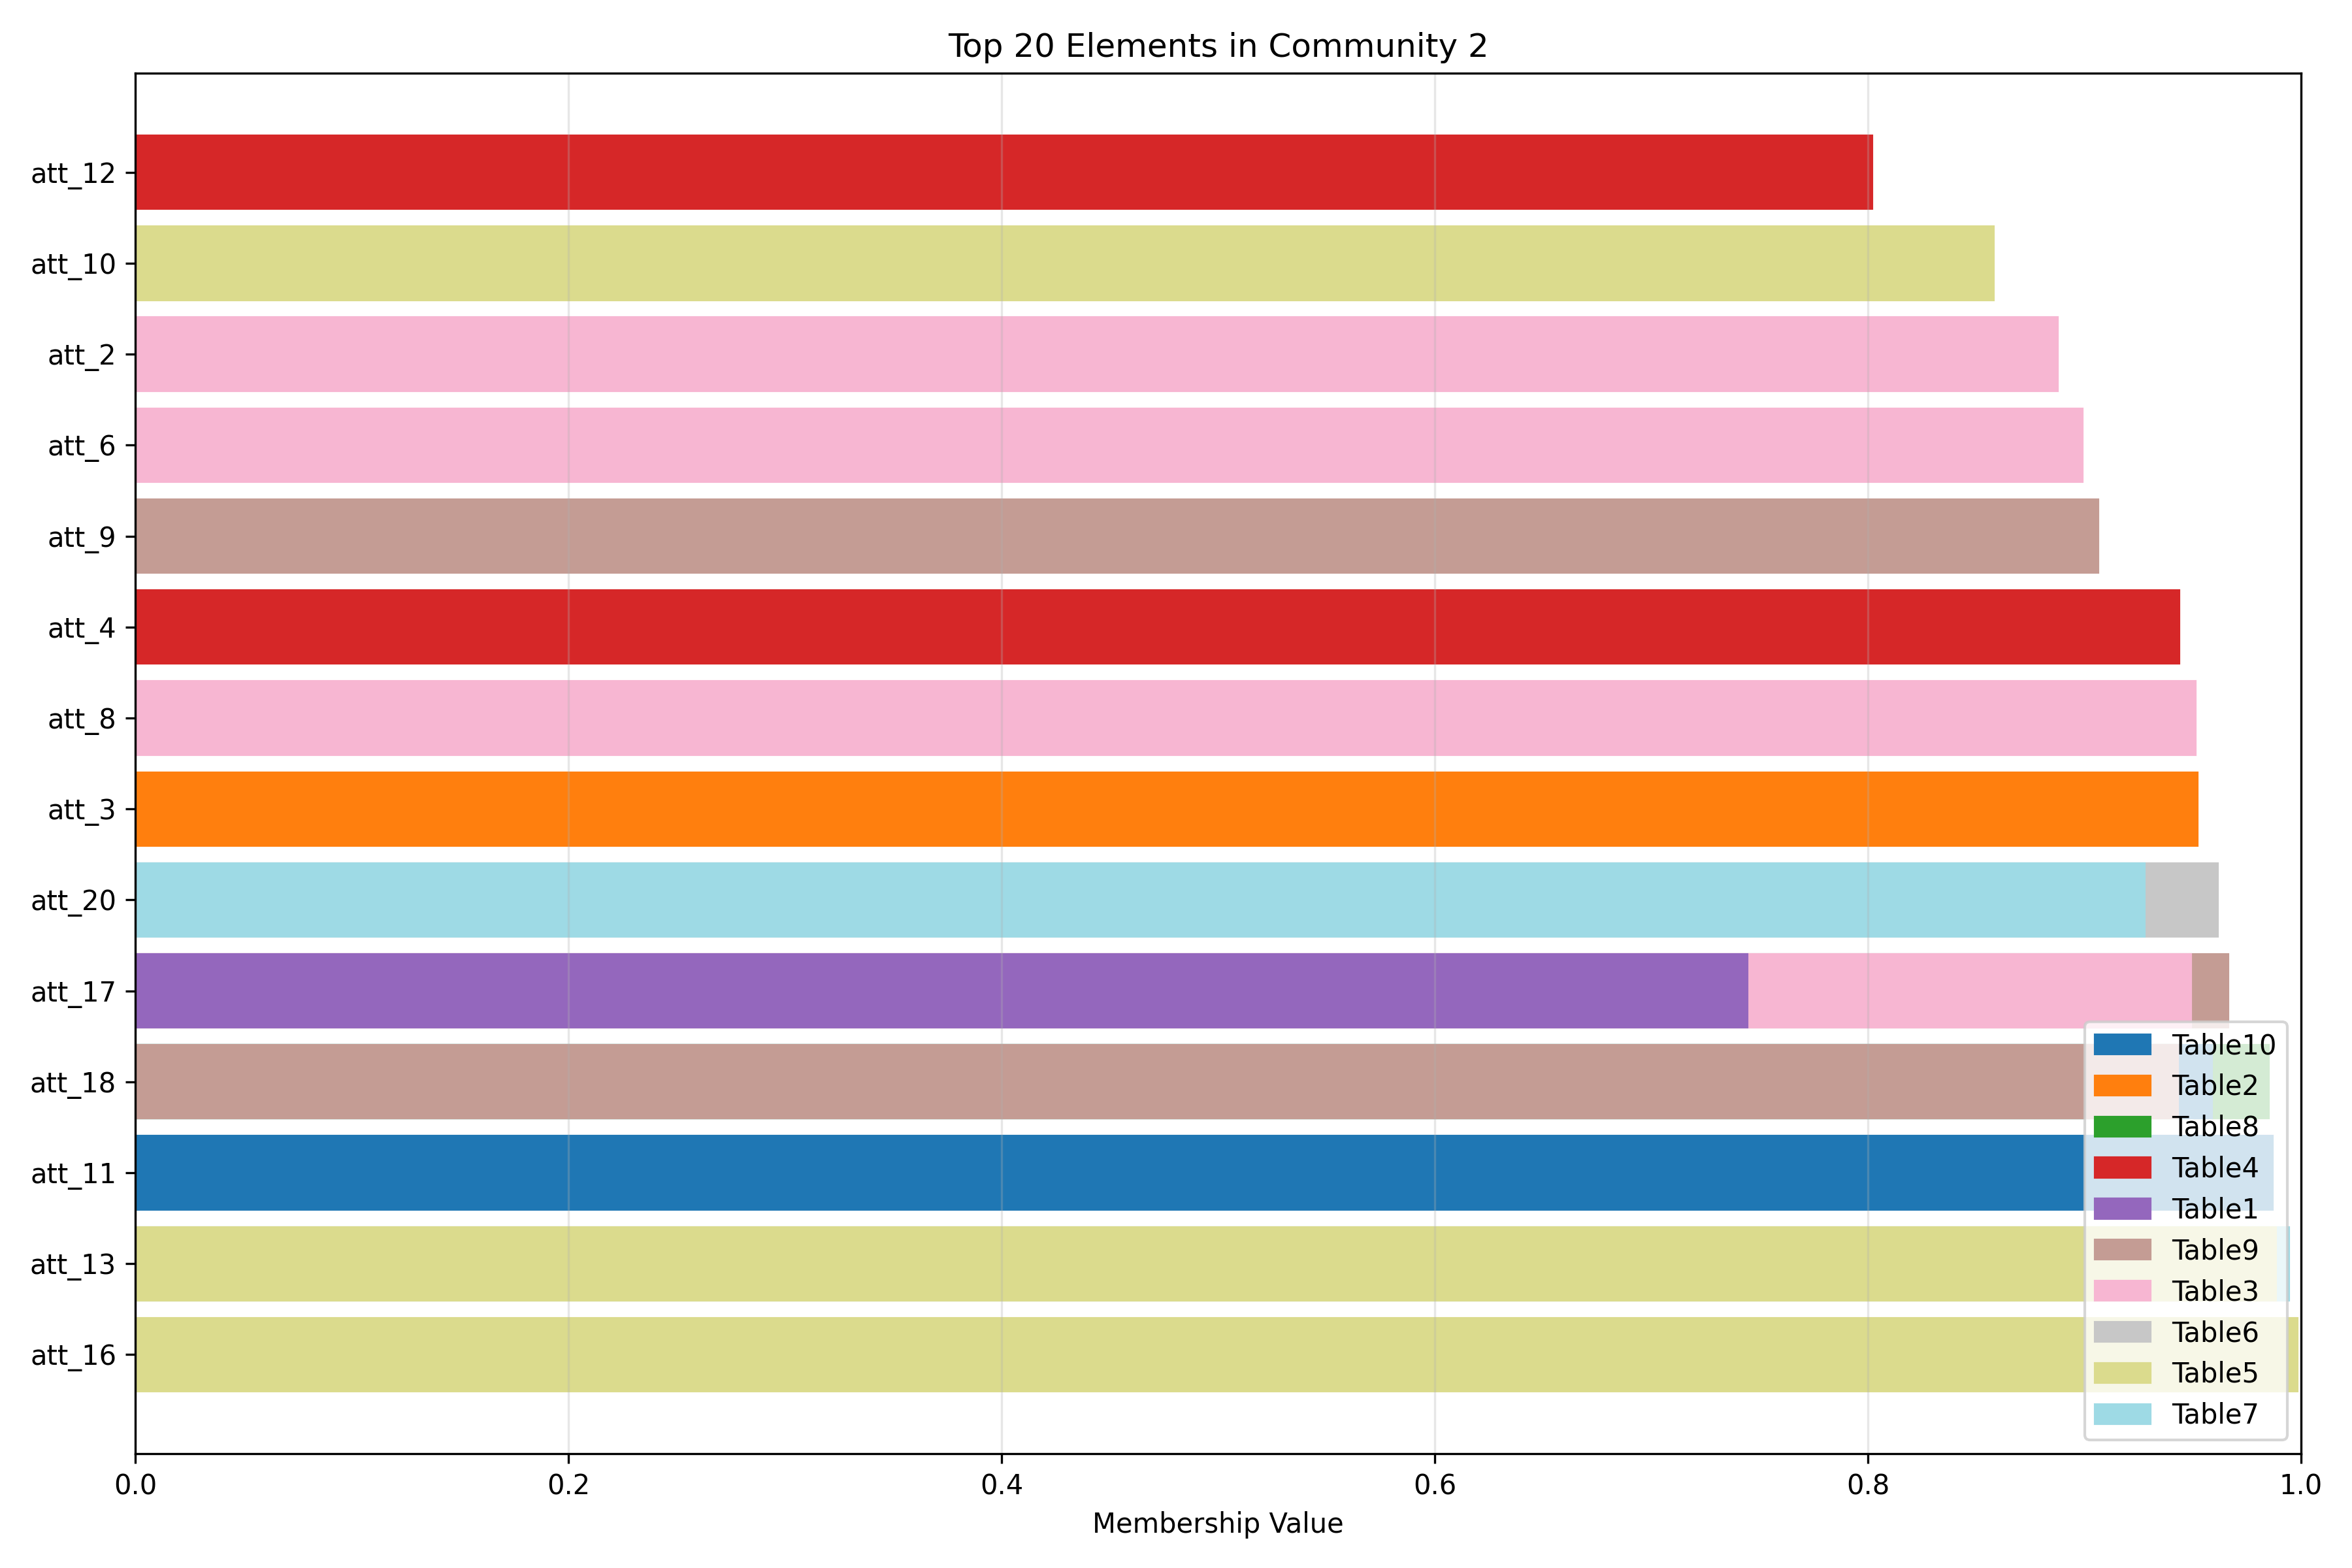 Top 20 Elements in Community 2
att_12
att_10
att_2
att_6
att_9
att_4
att_8
att_3
att_20
att_17
att_18
att_11
att_13
att_16
Table10
Table2
Table8
Table4
Table1
Table9
Table3
Table6
Table5
Table7
0.0 0.2 0.4 0.6 0.8 1.0
Membership Value